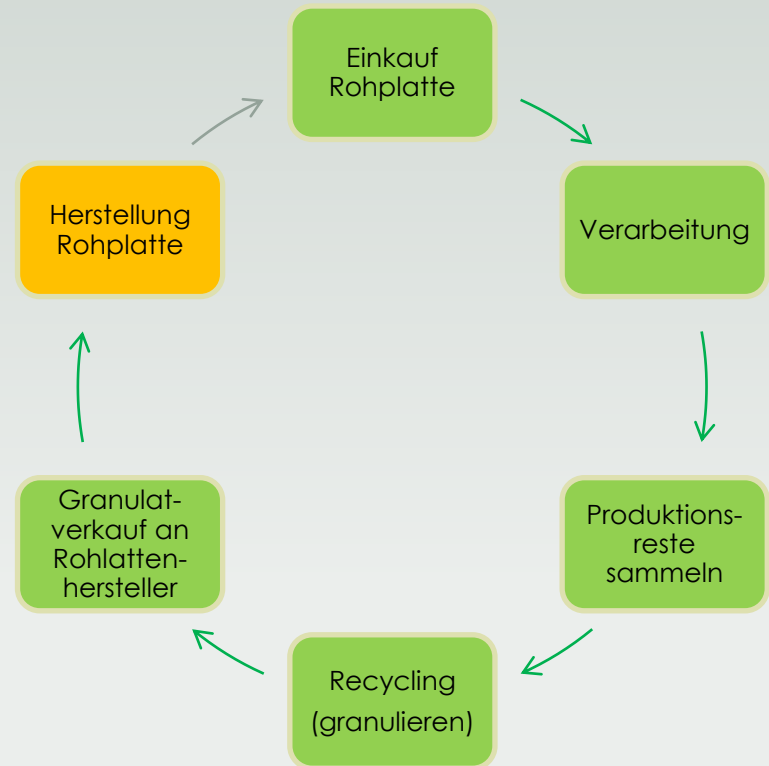 Einkauf
Rohplatte
Verarbeitung
Produktions-
reste
sammeln
Recycling
(granulieren)
Granulat-
verkauf an
Rohlatten-
hersteller
Herstellung
Rohplatte